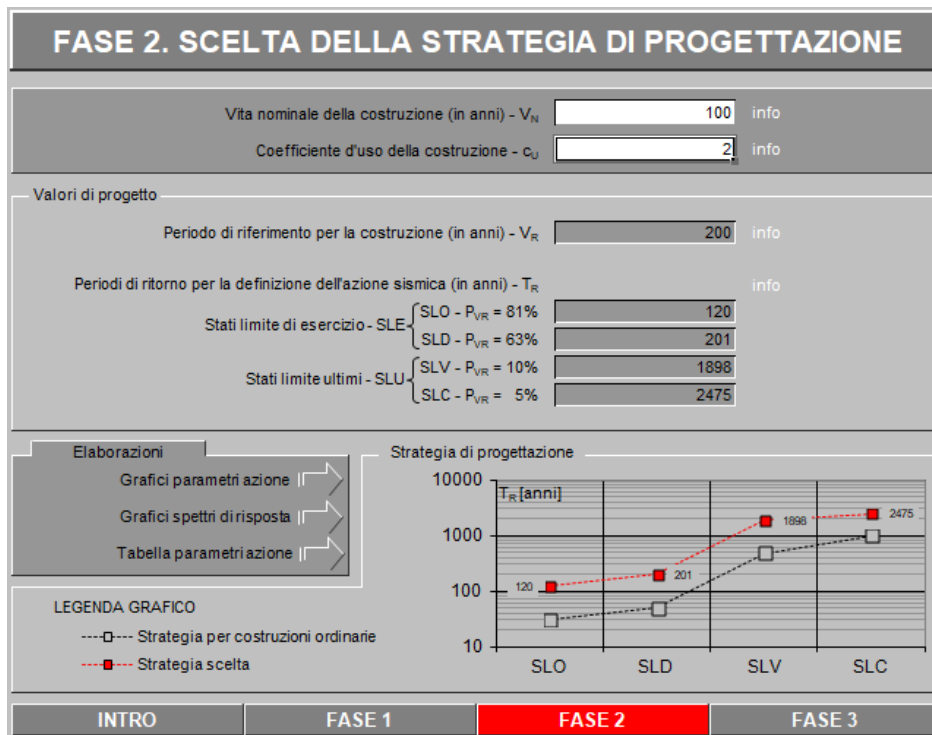 FASE 2. SCELTA DELLA STRATEGIA DI PROGETTAZIONE
Vita nominale della costruzione (in anni) - VN 100 info
Coefficiente d'uso della costruzione - cU 2 info
Valori di progetto
Periodo di riferimento per la costruzione (in anni) - VR 200 info
Periodi di ritorno per la definizione dell'azione sismica (in anni) - TR info
Stati limite di esercizio - SLE
SLO - PVR = 81% 120
SLD - PVR = 63% 201
Stati limite ultimi - SLU
SLV - PVR = 10% 1898
SLC - PVR = 5% 2475
Elaborazioni
Grafici parametri azione
Grafici spettri di risposta
Tabella parametri azione
Strategia di progettazione
TR [anni]
10000
1000
100
10
120
201
1898
2475
SLO SLD SLV SLC
LEGENDA GRAFICO
Strategia per costruzioni ordinarie
Strategia scelta
INTRO FASE 1 FASE 2 FASE 3